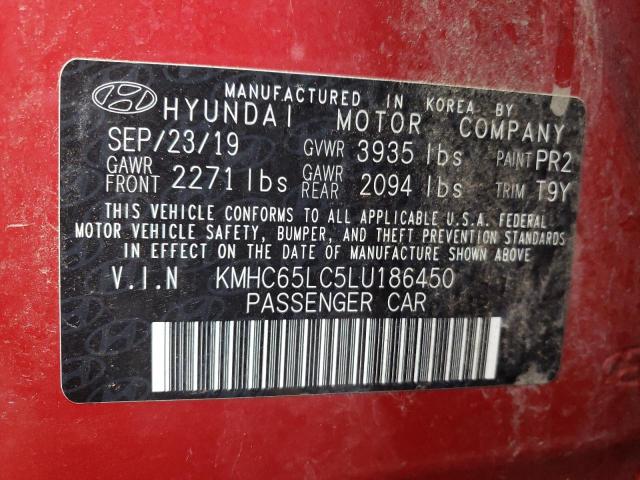 MANUFACTURED IN KOREA BY
HYUNDAI MOTOR COMPANY
SEP/23/19 GVWR 3935 lbs PAINT PR2
GAWR FRONT 2271 lbs GAWR REAR 2094 lbs TRIM T9Y
THIS VEHICLE CONFORMS TO ALL APPLICABLE U.S.A. FEDERAL
MOTOR VEHICLE SAFETY, BUMPER, AND THEFT PREVENTION STANDARDS
IN EFFECT ON THE DATE OF MANUFACTURE SHOWN ABOVE.
V.I.N KMHC65LC5LU186450
PASSENGER CAR